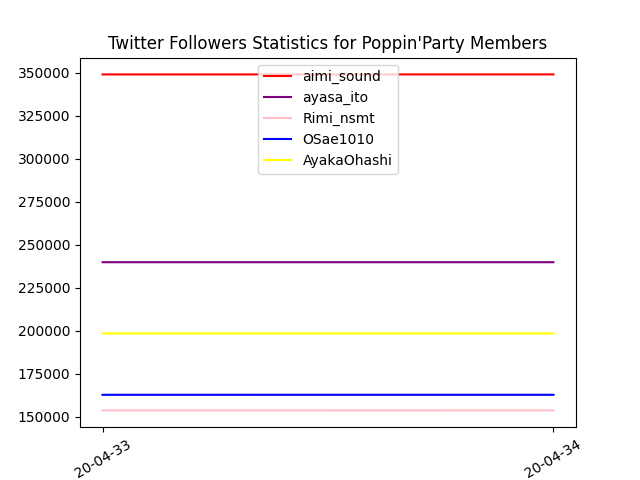 Twitter Followers Statistics for Poppin'Party Members
350000
325000
300000
275000
250000
225000
200000
175000
150000
aimi_sound
ayasa_ito
Rimi_nsmt
OSae1010
AyakaOhashi
20-04-33
20-04-34